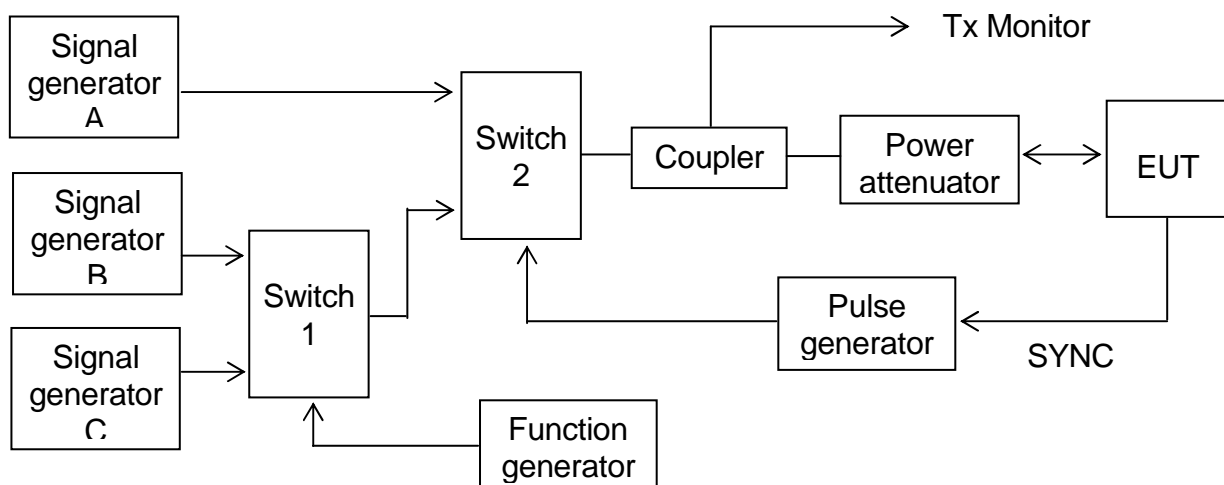 Signal
generator
A
Signal
generator
B
Signal
generator
C
Switch
1
Function
generator
Switch
2
Coupler
Tx Monitor
Power
attenuator
EUT
Pulse
generator
SYNC